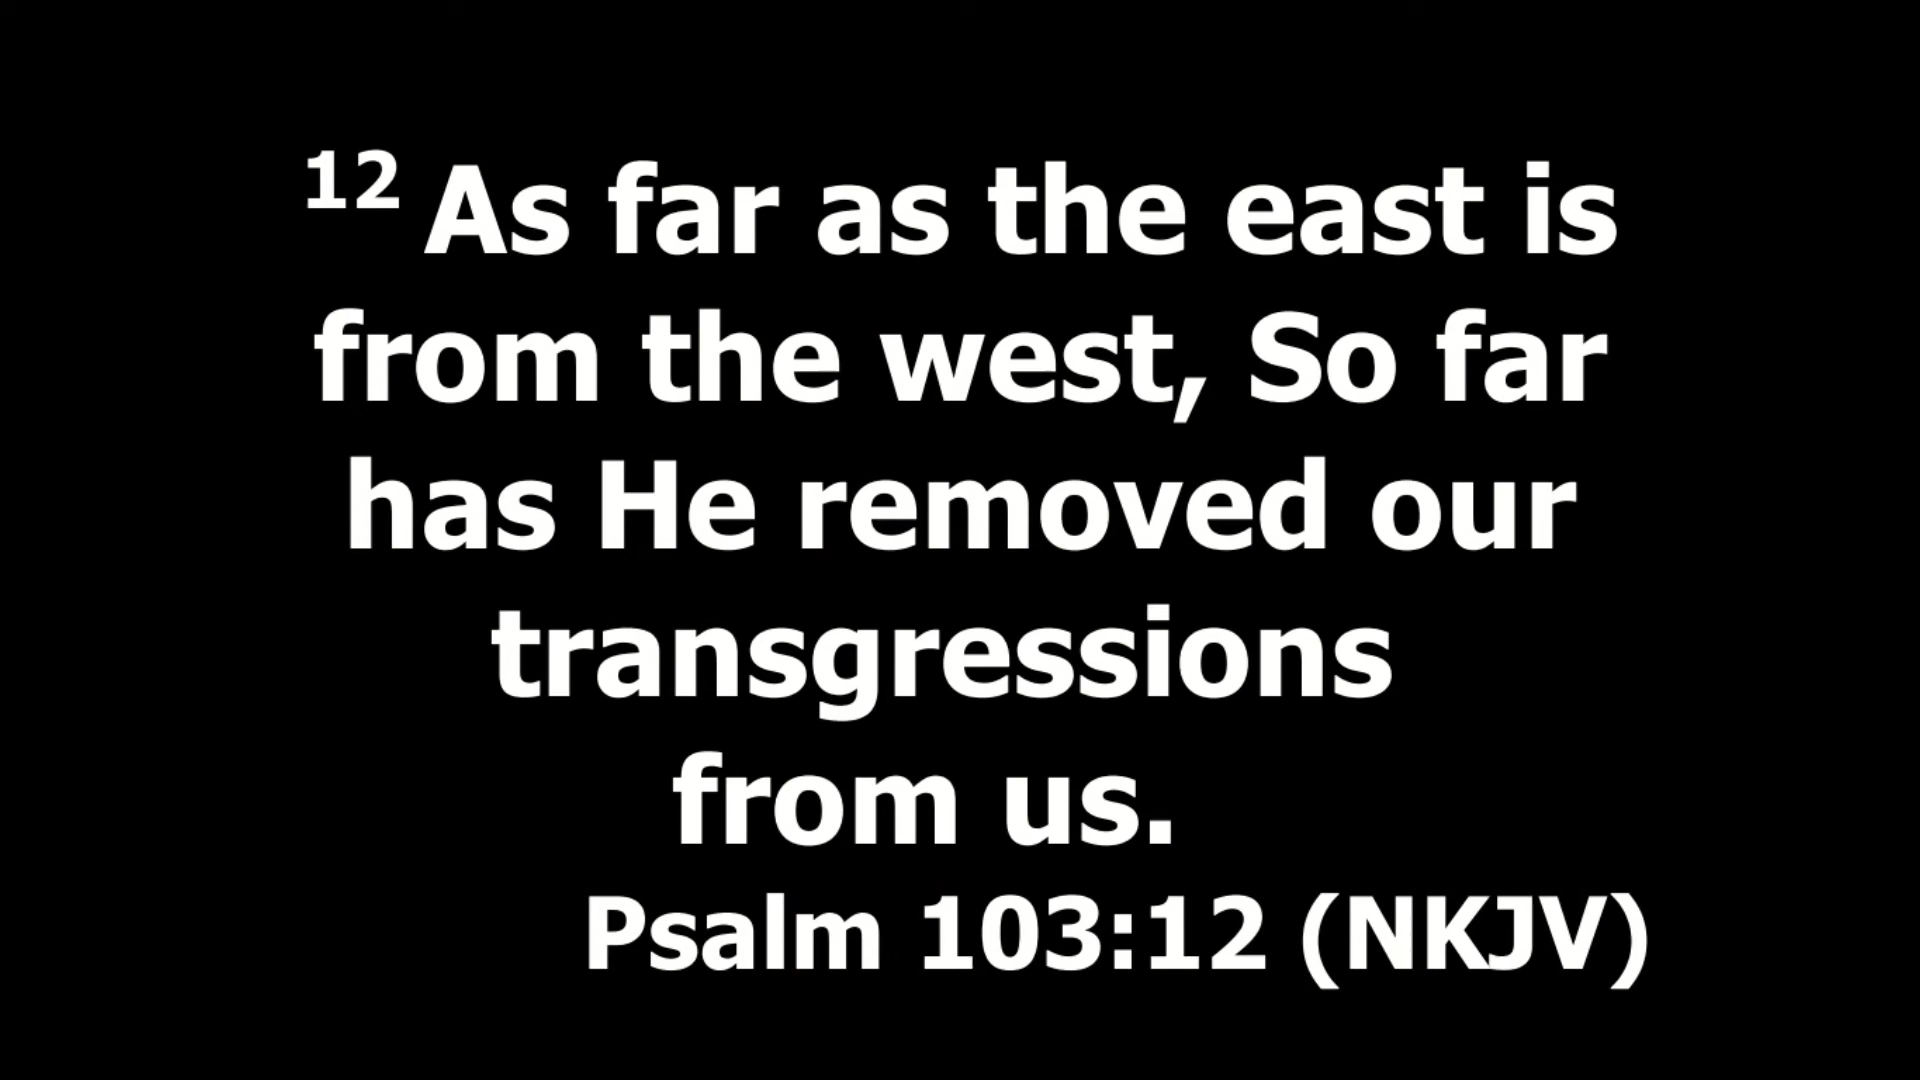 12 As far as the east is
from the west, So far
has He removed our
transgressions
from us.
Psalm 103:12 (NKJV)